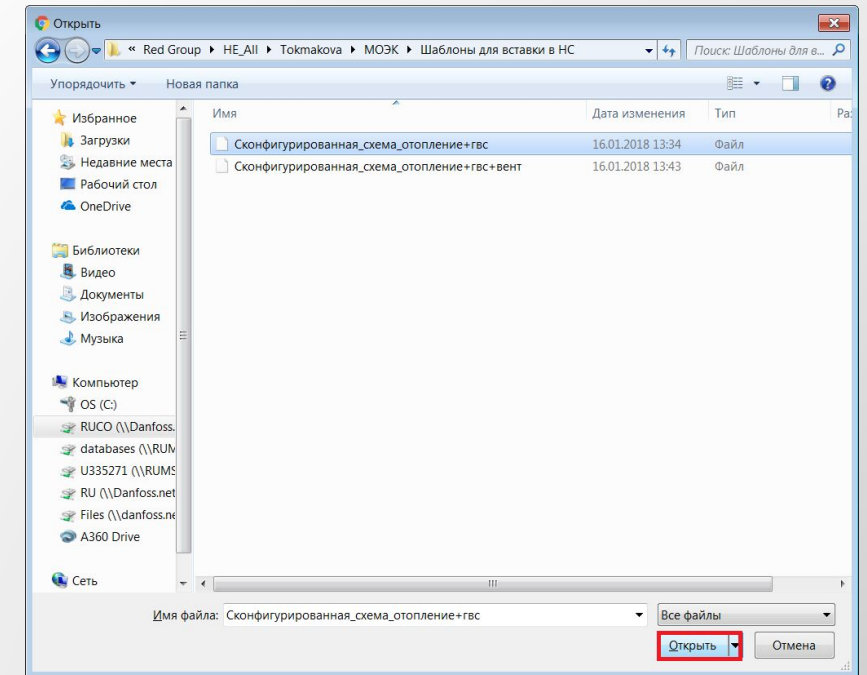 Открыть
« Red Group HE_All Tokmakova МОЭК Шаблоны для вставки в НС Поиск: Шаблоны для в...
Упорядочить Новая папка
Имя Дата изменения Тип Ра:
Избранное
Загрузки
Недавние места
Рабочий стол
OneDrive
Библиотеки
Видео
Документы
Изображения
Музыка
Компьютер
OS (C:)
RUCO (\\Danfoss.
databases (\\RUM
U335271 (\\RUMS
RU (\\Danfoss.net
Files (\\danfoss.ne
A360 Drive
Сеть
Сконфигурированная_схема_отопление+гвс 16.01.2018 13:34 Файл
Сконфигурированная_схема_отопление+гвс+вент 16.01.2018 13:43 Файл
Имя файла: Сконфигурированная_схема_отопление+гвс Все файлы
Открыть Отмена